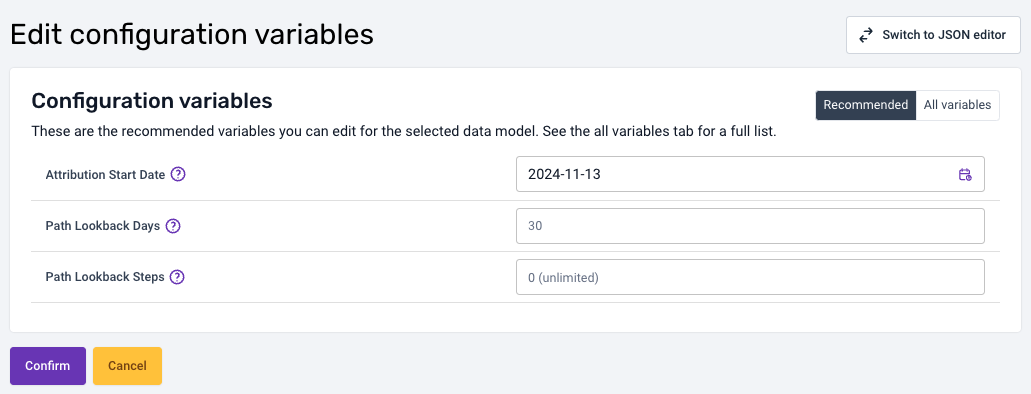 Edit configuration variables
Switch to JSON editor
Configuration variables
Recommended
All variables
These are the recommended variables you can edit for the selected data model. See the all variables tab for a full list.
Attribution Start Date ?
2024-11-13
Path Lookback Days ?
30
Path Lookback Steps ?
0 (unlimited)
Confirm
Cancel